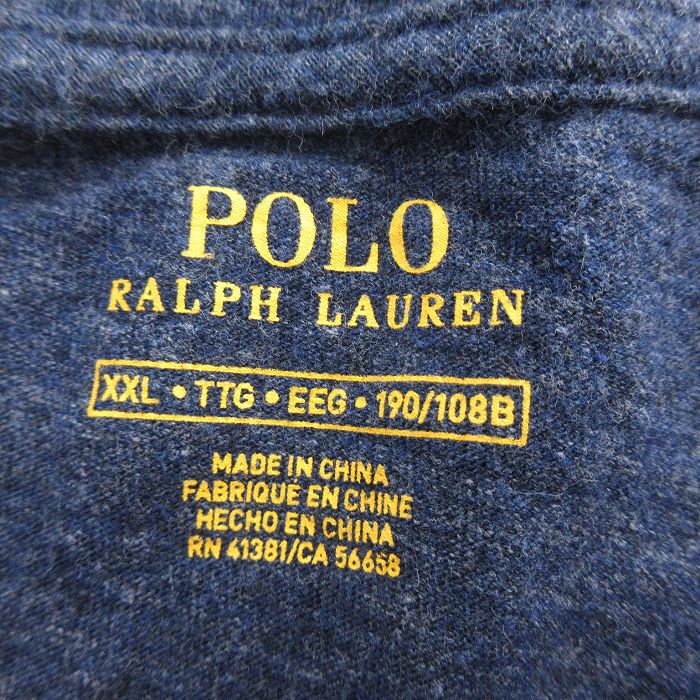 POLO
RALPH LAUREN
XXL • TTG • EEG • 190/108B
MADE IN CHINA
FABRIQUE EN CHINE
HECHO EN CHINA
RN 41381/CA 56658